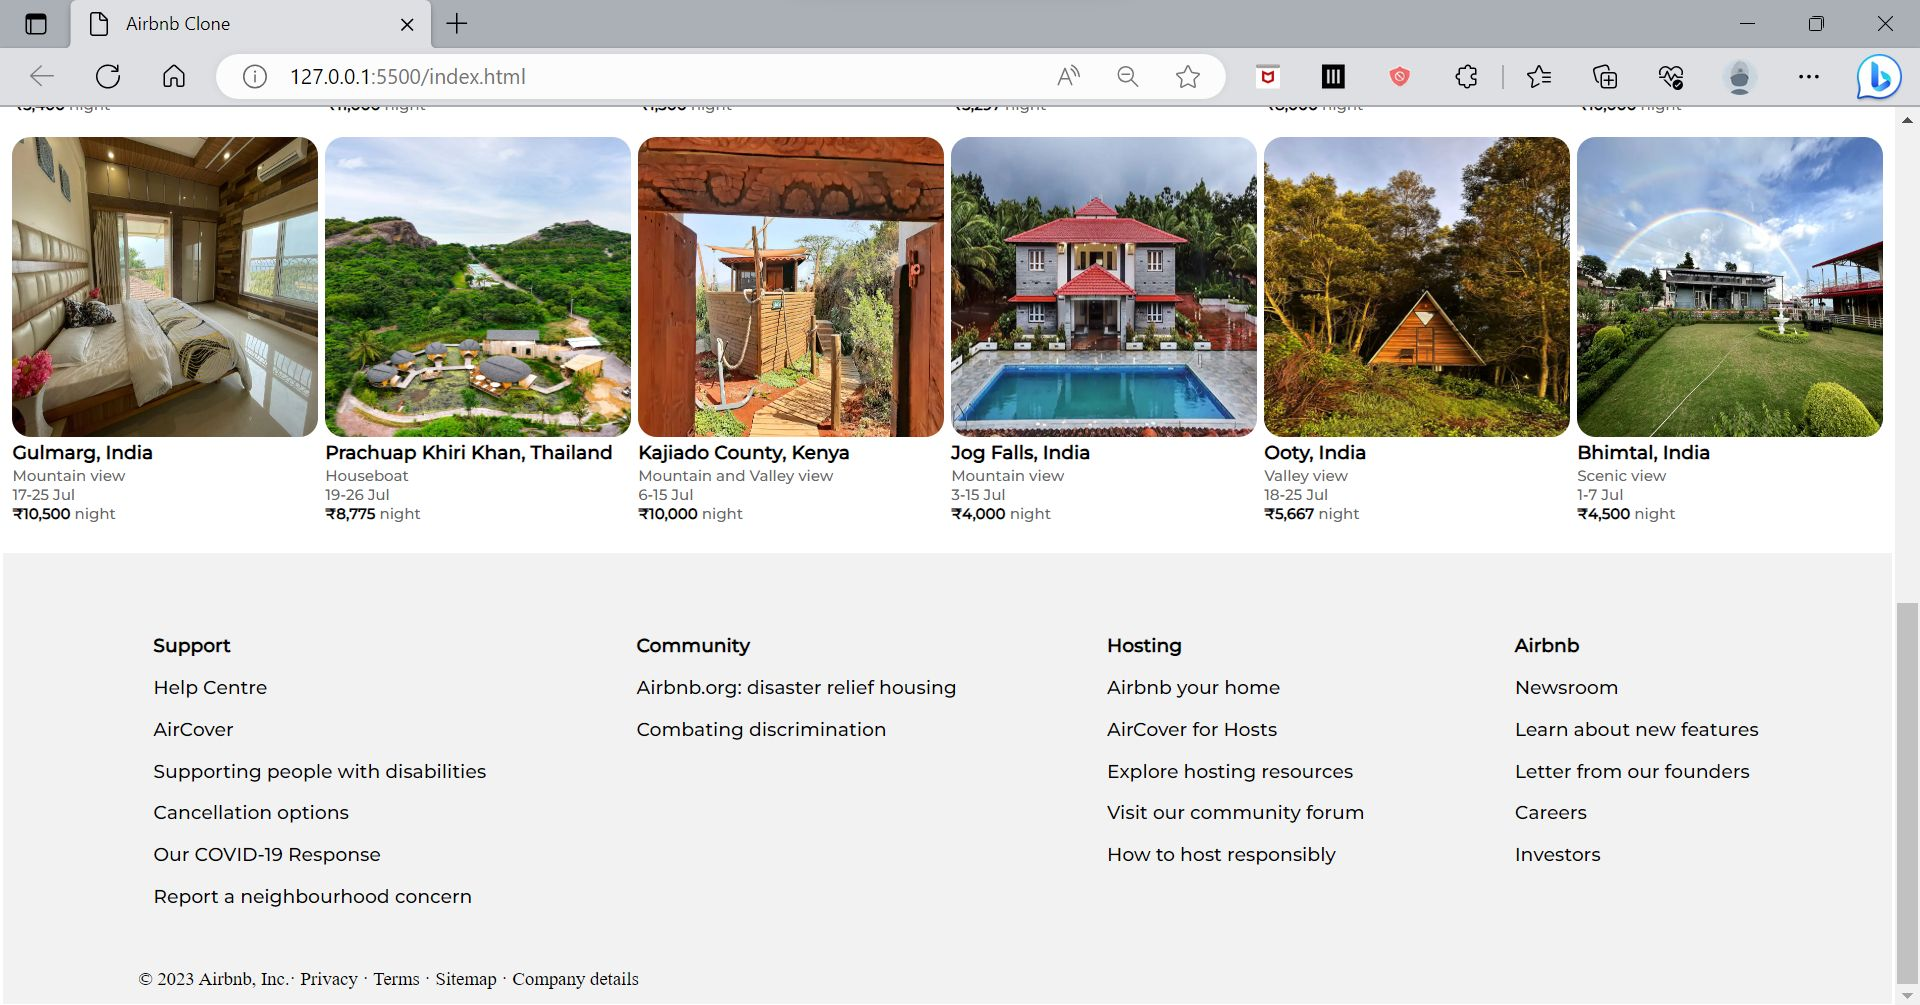 Airbnb Clone
127.0.0.1:5500/index.html
Gulmarg, India
Mountain view
17-25 Jul
₹10,500 night
Prachuap Khiri Khan, Thailand
Houseboat
19-26 Jul
₹8,775 night
Kajiado County, Kenya
Mountain and Valley view
6-15 Jul
₹10,000 night
Jog Falls, India
Mountain view
3-15 Jul
₹4,000 night
Ooty, India
Valley view
18-25 Jul
₹5,667 night
Bhimtal, India
Scenic view
1-7 Jul
₹4,500 night
Support
Help Centre
AirCover
Supporting people with disabilities
Cancellation options
Our COVID-19 Response
Report a neighbourhood concern
Community
Airbnb.org: disaster relief housing
Combating discrimination
Hosting
Airbnb your home
AirCover for Hosts
Explore hosting resources
Visit our community forum
How to host responsibly
Airbnb
Newsroom
Learn about new features
Letter from our founders
Careers
Investors
© 2023 Airbnb, Inc.· Privacy · Terms · Sitemap · Company details